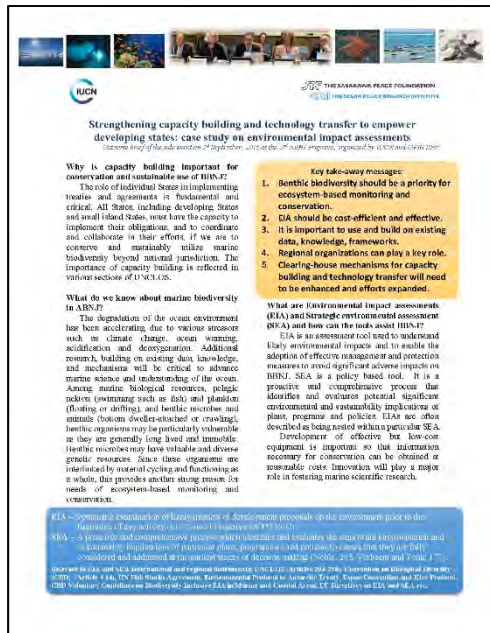 IUCN
THE SASAKAWA PEACE FOUNDATION
THE OCEAN POLICY RESEARCH INSTITUTE
Strengthening capacity building and technology transfer to empower
developing states: case study on environmental impact assessments
Why is capacity building important for
conservation and sustainable use of BBNJ?
The role of individual States in implementing
treaties and agreements is fundamental and
critical. All States, including developing States
and small island States, must have the capacity to
implement their obligations, and to coordinate
and collaborate in their efforts, if we are to
conserve and sustainably utilize marine
biodiversity beyond national jurisdiction. The
importance of capacity building is reflected in
various sections of UNCLOS.
What do we know about marine biodiversity
in ABNJ?
The degradation of the ocean environment
has been accelerating due to various stressors
such as climate change, ocean warming,
acidification and deoxygenation. Additional
research, building on existing data, knowledge,
and mechanisms will be critical to advance
marine science and understanding of the ocean.
Among marine biological resources, pelagic
nekton (swimming such as fish) and plankton
(floating or drifting), and benthic microbes and
animals (bottom dweller-attached or crawling),
benthic organisms may be particularly vulnerable
as they are generally long lived and immobile.
Benthic microbes may have valuable and diverse
genetic resources. Since these organisms are
interlinked by material cycling and functioning as
a whole, this provides another strong reason for
needs of ecosystem-based monitoring and
conservation.
Key take-away messages:
1. Benthic biodiversity should be a priority for
ecosystem-based monitoring and
conservation.
2. EIA should be cost-efficient and effective.
3. It is important to use and build on existing
data, knowledge, frameworks.
4. Regional organizations can play a key role.
5. Clearing-house mechanisms for capacity
building and technology transfer will need
to be enhanced and efforts expanded.
What are Environmental impact assessments
(EIA) and Strategic environmental assessment
(SEA) and how can the tools assist BBNJ?
EIA is an assessment tool used to understand
likely environmental impacts and to enable the
adoption of effective management and protection
measures to avoid significant adverse impacts on
BBNJ. SEA is a policy based tool. It is a
proactive and comprehensive process that
identifies and evaluates potential significant
environmental and sustainability implications of
plans, programs and policies. EIAs are often
described as being nested within a particular SEA.
Development of effective but low-cost
equipment is important so that information
necessary for conservation can be obtained at
reasonable costs. Innovation will play a major
role in fostering marine scientific research.